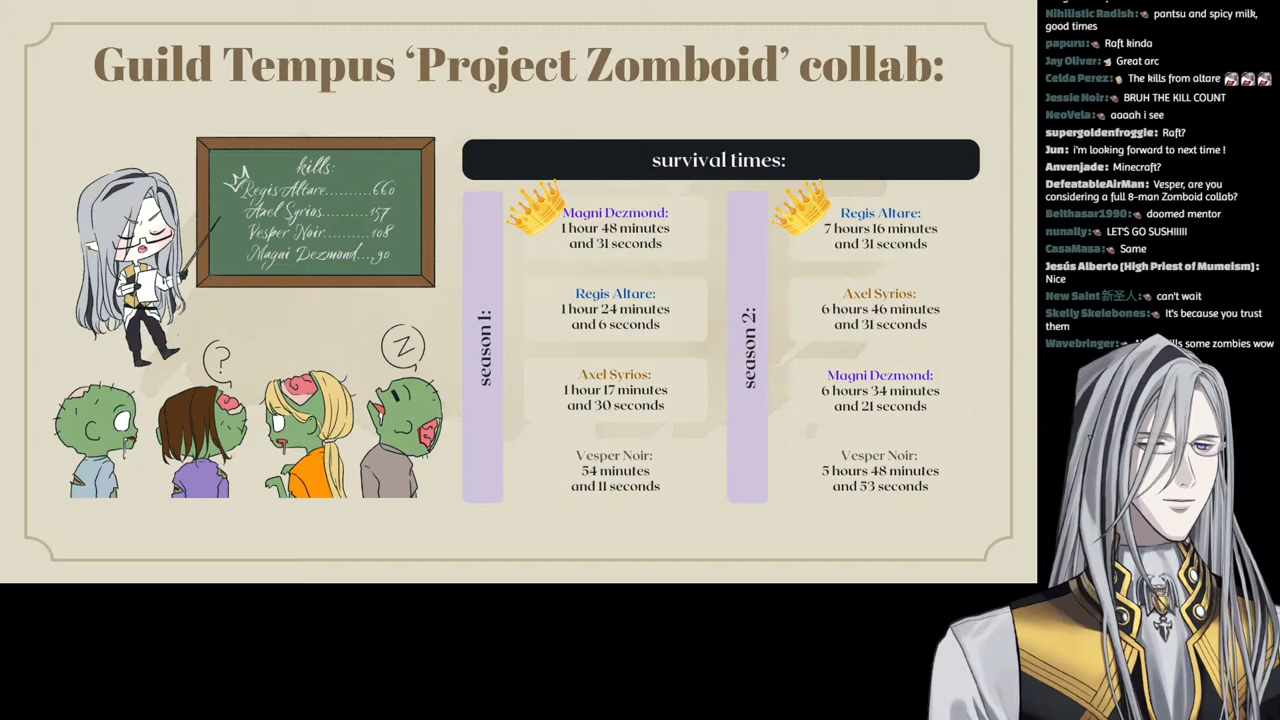 Guild Tempus ‘Project Zomboid’ collab:
kills:
Regis Altare..........660
Axel Syrios..........157
Vesper Noir..........108
Magni Dezmond....90
?
Z
survival times:
season 1:
Magni Dezmond:
1 hour 48 minutes
and 31 seconds
Regis Altare:
1 hour 24 minutes
and 6 seconds
Axel Syrios:
1 hour 17 minutes
and 30 seconds
Vesper Noir:
54 minutes
and 11 seconds
season 2:
Regis Altare:
7 hours 16 minutes
and 31 seconds
Axel Syrios:
6 hours 46 minutes
and 31 seconds
Magni Dezmond:
6 hours 34 minutes
and 21 seconds
Vesper Noir:
5 hours 48 minutes
and 53 seconds
Nihilistic Radish: pantsu and spicy milk,
good times
papuru: Raft kinda
Jay Oliver: Great arc
Celda Perez: The kills from altare
Jessie Noir: BRUH THE KILL COUNT
NeoVela: aaaah i see
supergoldenfroggie: Raft?
Jun: i'm looking forward to next time !
Anvenjade: Minecraft?
DefeatableAirMan: Vesper, are you
considering a full 8-man Zomboid collab?
Belthasar1990: doomed mentor
nunally: LET'S GO SUSHIIIII
CasaMasa: Same
Jesús Alberto [High Priest of Mumeism]:
Nice
New Saint 新圣人: can't wait
Skelly Skelebones: It's because you trust
them
Wavebringer: kills some zombies wow